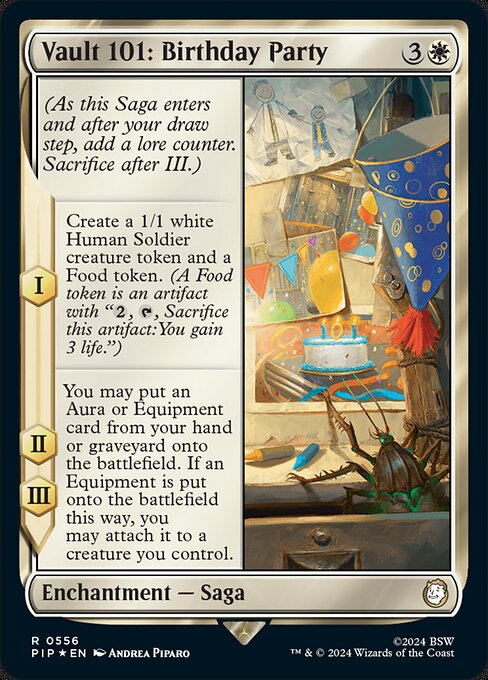 Vault 101: Birthday Party 3
(As this Saga enters
and after your draw
step, add a lore counter.
Sacrifice after III.)
I
Create a 1/1 white
Human Soldier
creature token and a
Food token. (A Food
token is an artifact
with “2, , Sacrifice
this artifact:You gain
3 life.”)
II
III
You may put an
Aura or Equipment
card from your hand
or graveyard onto
the battlefield. If an
Equipment is put
onto the battlefield
this way, you
may attach it to a
creature you control.
Enchantment — Saga
R 0556
PIP★EN Andrea Piparo
©2024 BSW
™ & © 2024 Wizards of the Coast